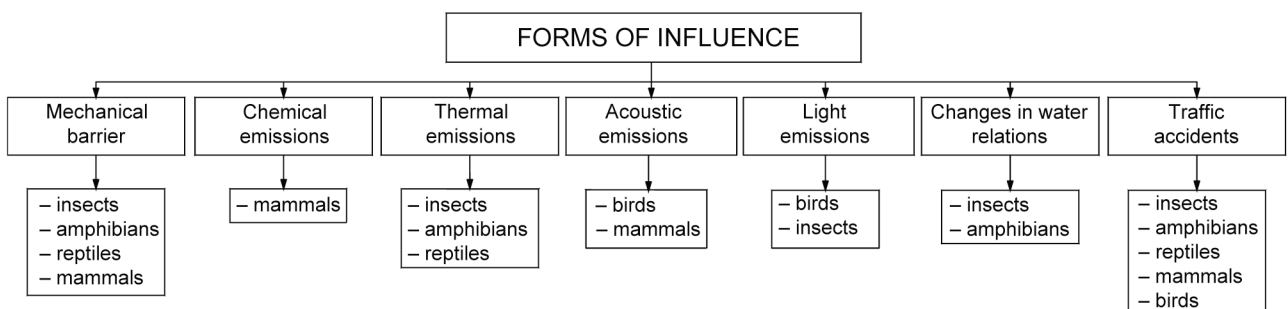 FORMS OF INFLUENCE
Mechanical
barrier
Chemical
emissions
Thermal
emissions
Acoustic
emissions
Light
emissions
Changes in water
relations
Traffic
accidents
– insects
– amphibians
– reptiles
– mammals
– mammals
– insects
– amphibians
– reptiles
– birds
– mammals
– birds
– insects
– insects
– amphibians
– insects
– amphibians
– reptiles
– mammals
– birds